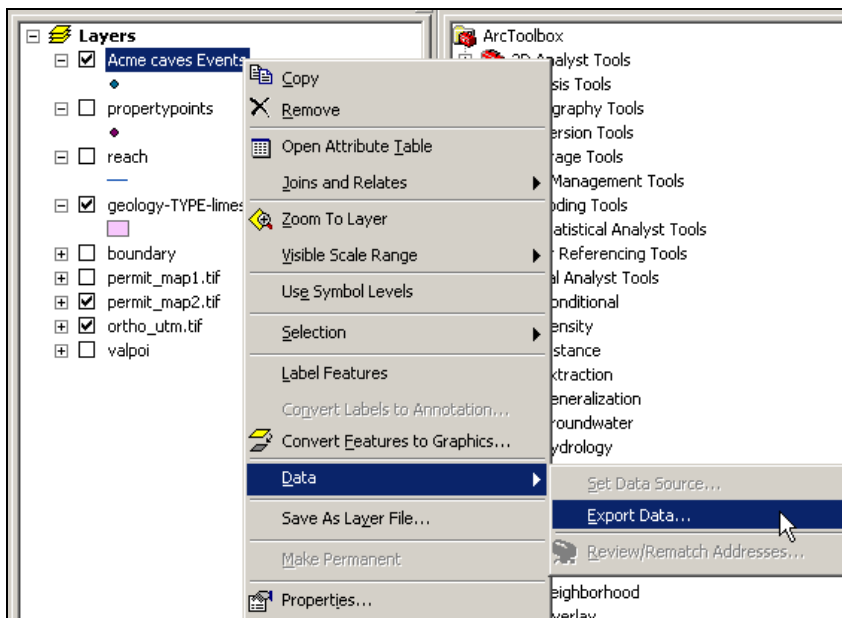 Layers
Acme caves Events
propertypoints
reach
geology-TYPE-limes
boundary
permit_map1.tif
permit_map2.tif
ortho_utm.tif
valpoi
Copy
Remove
Open Attribute Table
Joins and Relates
Zoom To Layer
Visible Scale Range
Use Symbol Levels
Selection
Label Features
Convert Labels to Annotation...
Convert Features to Graphics...
Data
Save As Layer File...
Make Permanent
Properties...
Set Data Source...
Export Data...
Review/Rematch Addresses...
ArcToolbox
3D Analyst Tools
sis Tools
graphy Tools
ersion Tools
rage Tools
Management Tools
oding Tools
atistical Analyst Tools
r Referencing Tools
al Analyst Tools
onditional
ensity
stance
xtraction
eneralization
roundwater
ydrology
eighborhood
verlay